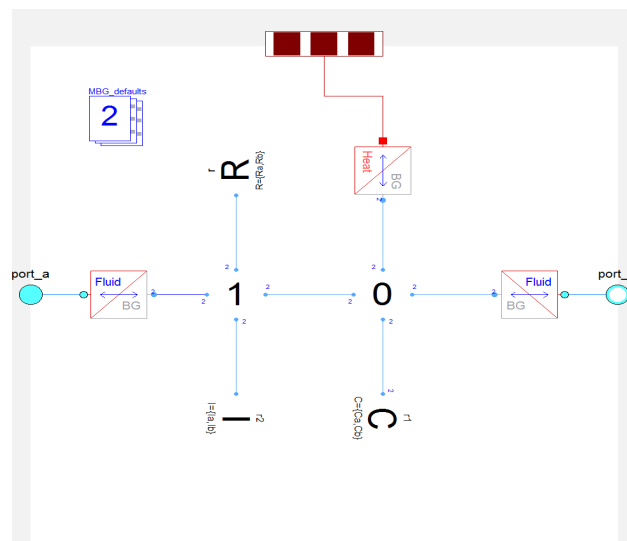 MBG_defaults
2
r
R
R={Ra,Rb}
Heat
BG
2
port_a
Fluid
BG
2
2
2
1
2
2
2
0
2
2
2
2
Fluid
BG
port_
2
I={Ia,Ib}
I
r2
C={Ca,Cb}
C
r1